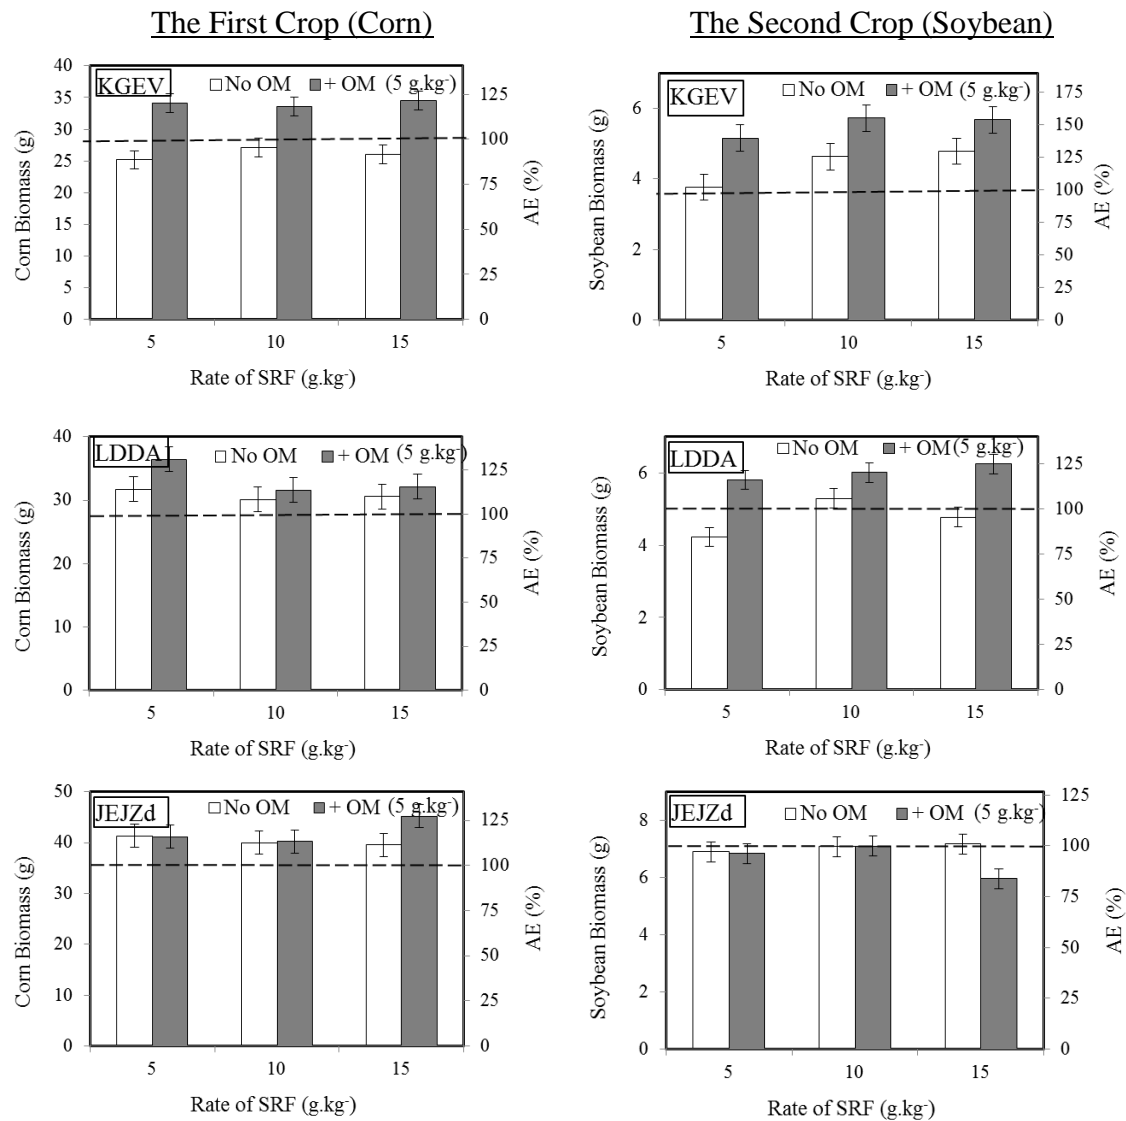 The First Crop (Corn)
The Second Crop (Soybean)
KGEV
No OM
+ OM (5 g.kg-)
40
35
30
25
20
15
10
5
0
Corn Biomass (g)
125
100
75
50
25
0
AE (%)
5 10 15
Rate of SRF (g.kg-)
KGEV
No OM
+ OM (5 g.kg-)
6
4
2
0
Soybean Biomass (g)
175
150
125
100
75
50
25
0
AE (%)
5 10 15
Rate of SRF (g.kg-)
LDDA
No OM
+ OM (5 g.kg-)
40
30
20
10
0
Corn Biomass (g)
125
100
75
50
25
0
AE (%)
5 10 15
Rate of SRF (g.kg-)
LDDA
No OM
+ OM (5 g.kg-)
6
4
2
0
Soybean Biomass (g)
125
100
75
50
25
0
AE (%)
5 10 15
Rate of SRF (g.kg-)
JEJZd
No OM
+ OM (5 g.kg-)
50
40
30
20
10
0
Corn Biomass (g)
125
100
75
50
25
0
AE (%)
5 10 15
Rate of SRF (g.kg-)
JEJZd
No OM
+ OM (5 g.kg-)
8
6
4
2
0
Soybean Biomass (g)
125
100
75
50
25
0
AE (%)
5 10 15
Rate of SRF (g.kg-)